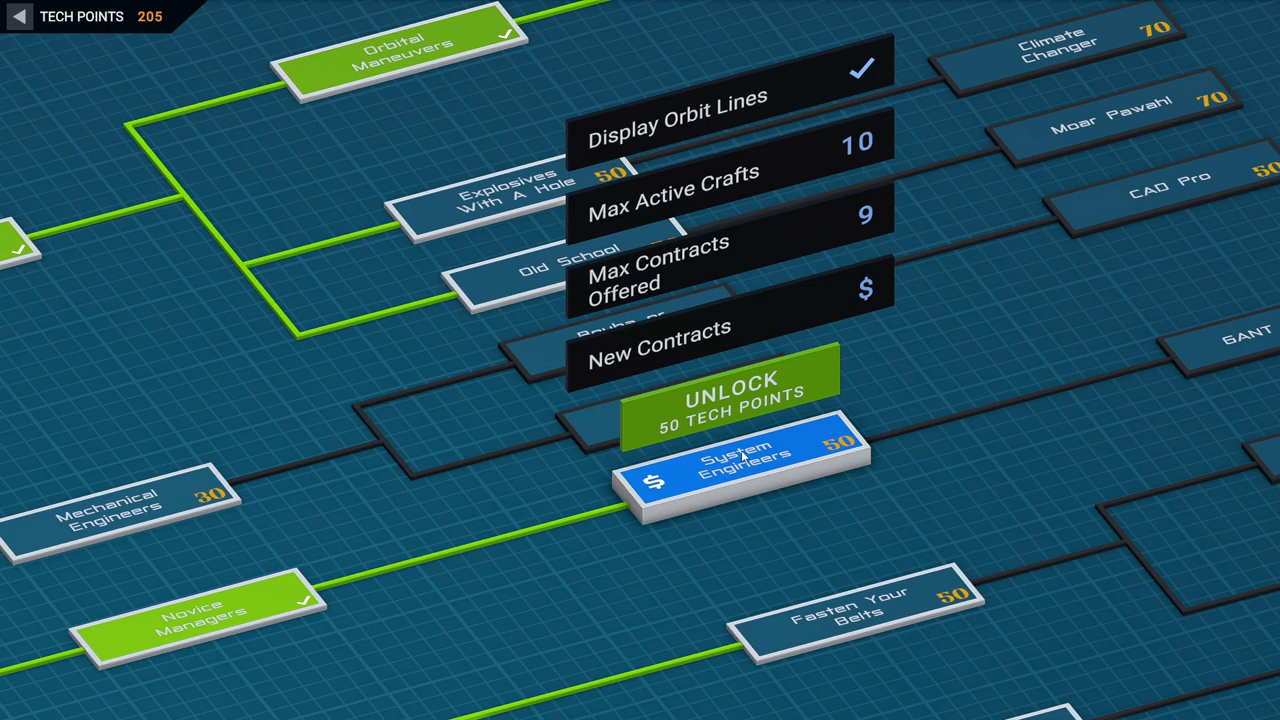 TECH POINTS 205
Orbital
Maneuvers
Climate
Changer
70
Display Orbit Lines
Moar Pawah!
70
Max Active Crafts
10
Explosives
With A Hole
50
CAD Pro
50
Max Contracts
Offered
9
Old School
New Contracts
$
GANT
UNLOCK
50 TECH POINTS
$
System
Engineers
50
Mechanical
Engineers
30
Novice
Managers
Fasten Your
Belts
50